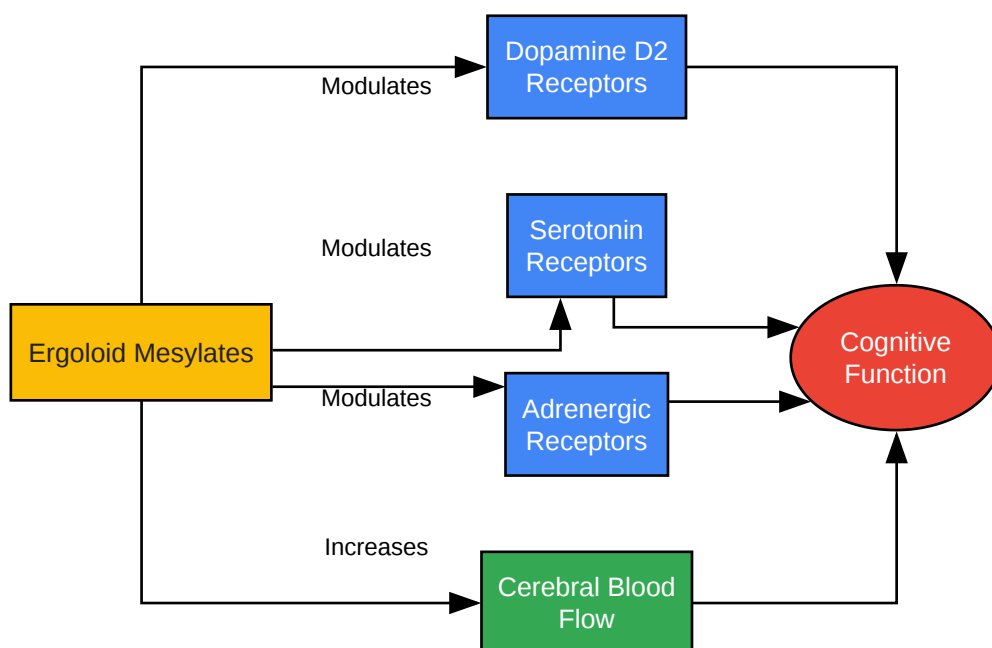 Dopamine D2
Receptors
Modulates
Serotonin
Receptors
Modulates
Ergoloid Mesylates
Cognitive
Function
Modulates
Adrenergic
Receptors
Increases
Cerebral Blood
Flow